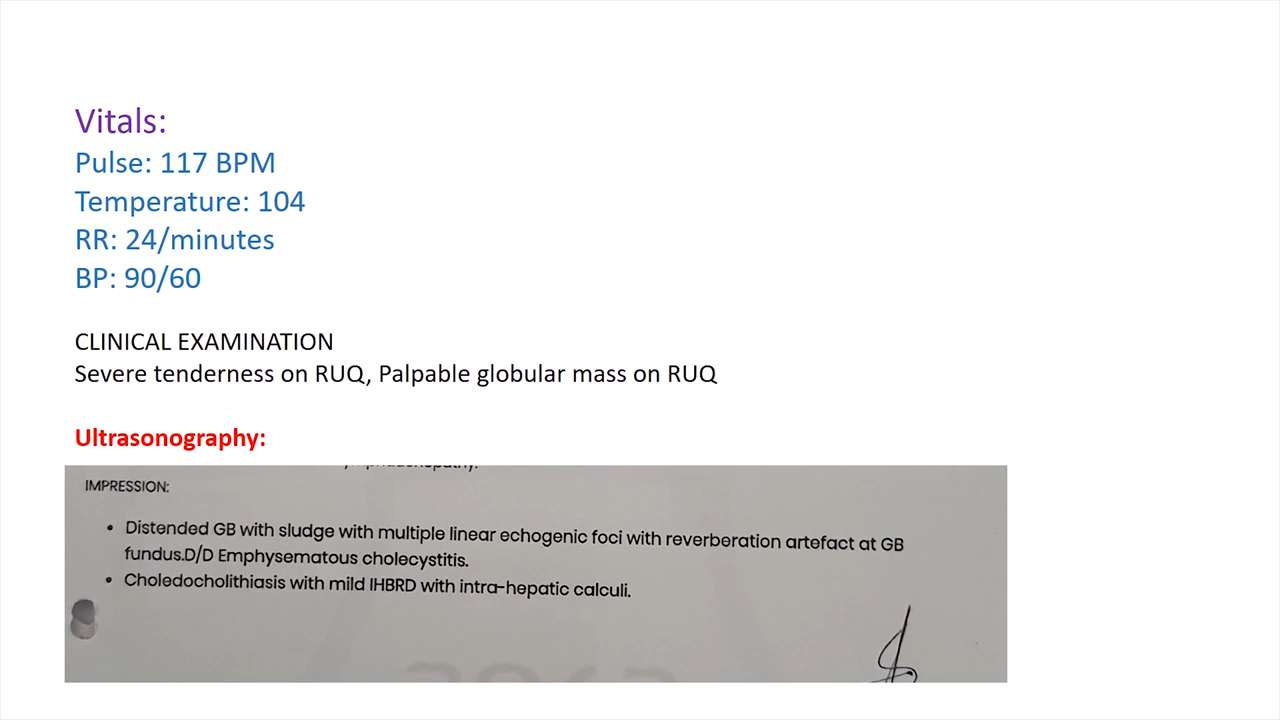 Vitals:
Pulse: 117 BPM
Temperature: 104
RR: 24/minutes
BP: 90/60
CLINICAL EXAMINATION
Severe tenderness on RUQ, Palpable globular mass on RUQ
Ultrasonography:
IMPRESSION:
• Distended GB with sludge with multiple linear echogenic foci with reverberation artefact at GB
fundus.D/D Emphysematous cholecystitis.
• Choledocholithiasis with mild IHBRD with intra-hepatic calculi.